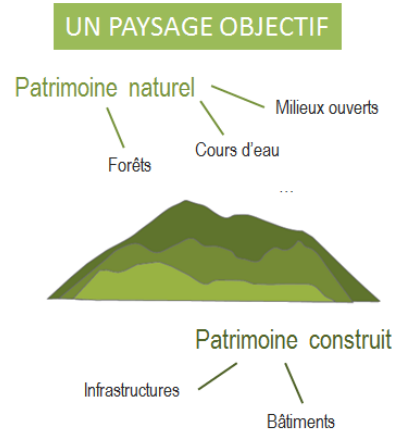 UN PAYSAGE OBJECTIF
Patrimoine naturel
Milieux ouverts
Cours d'eau
Forêts
...
Patrimoine construit
Infrastructures
Bâtiments